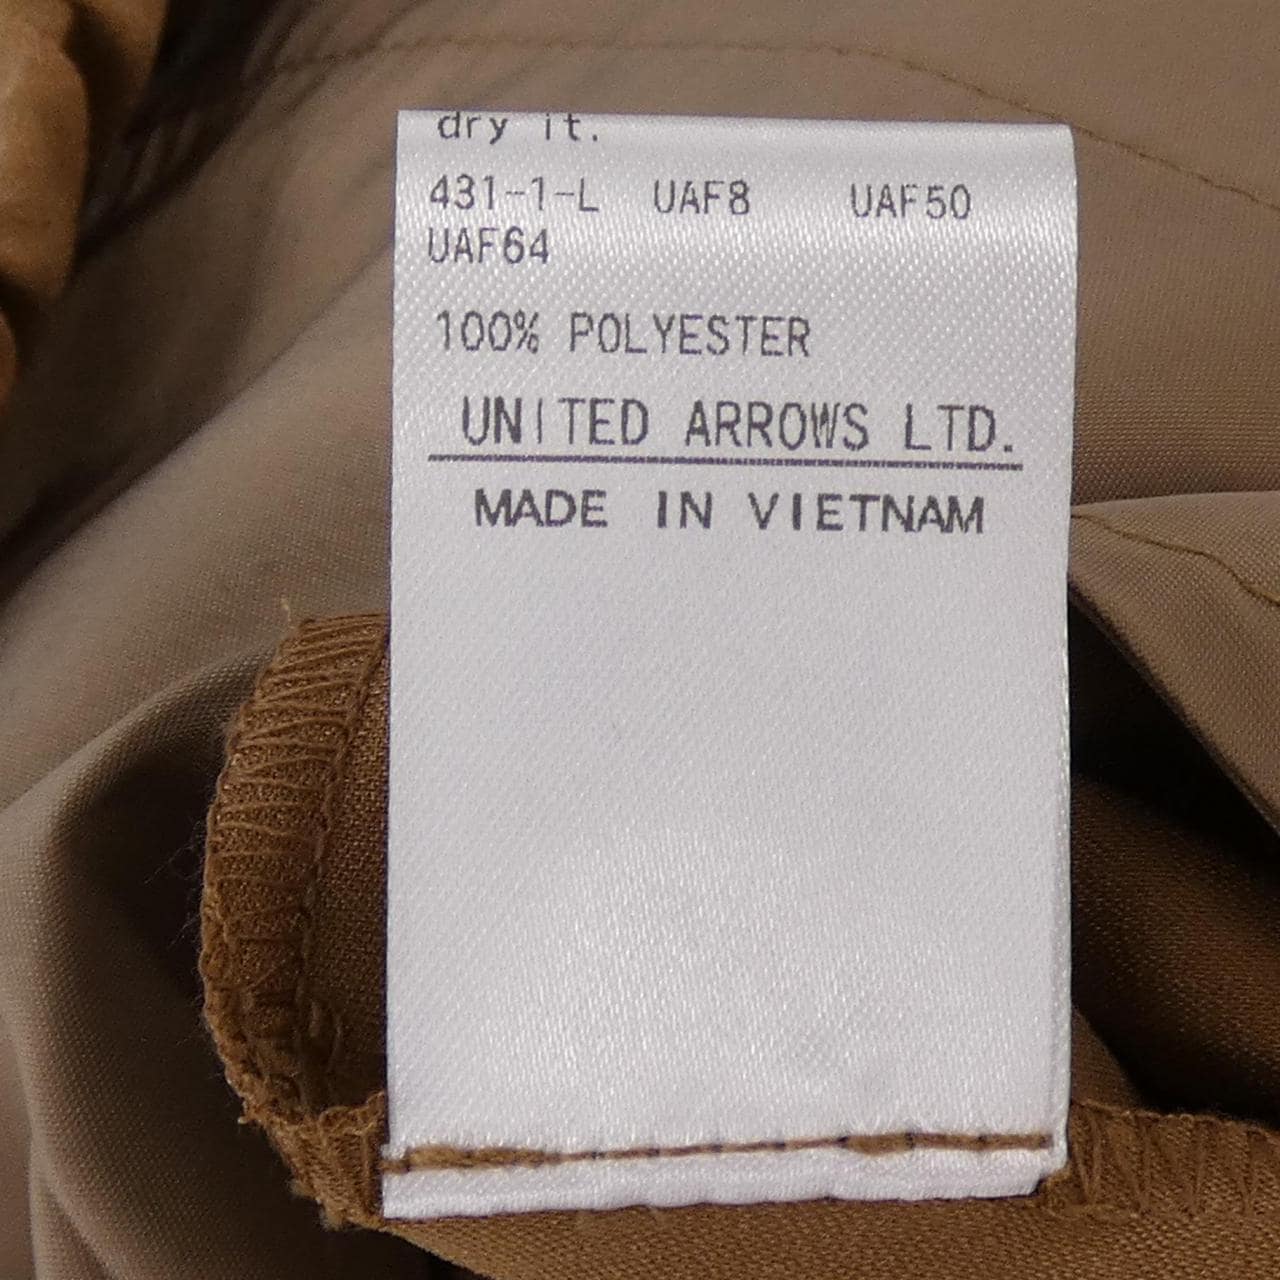 dry it.
431-1-L UAF8 UAF50
UAF64
100% POLYESTER
UNITED ARROWS LTD.
MADE IN VIETNAM